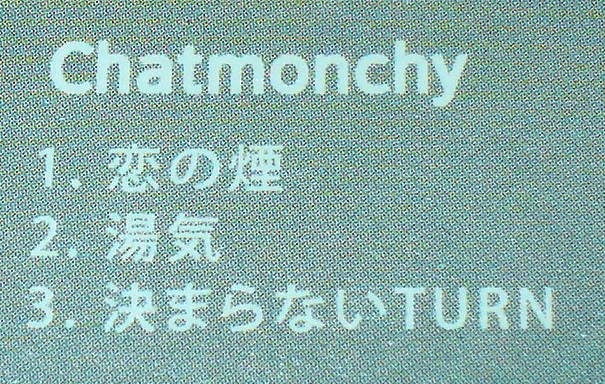 Chatmonchy
1. 恋の煙
2. 湯気
3. 決まらないTURN